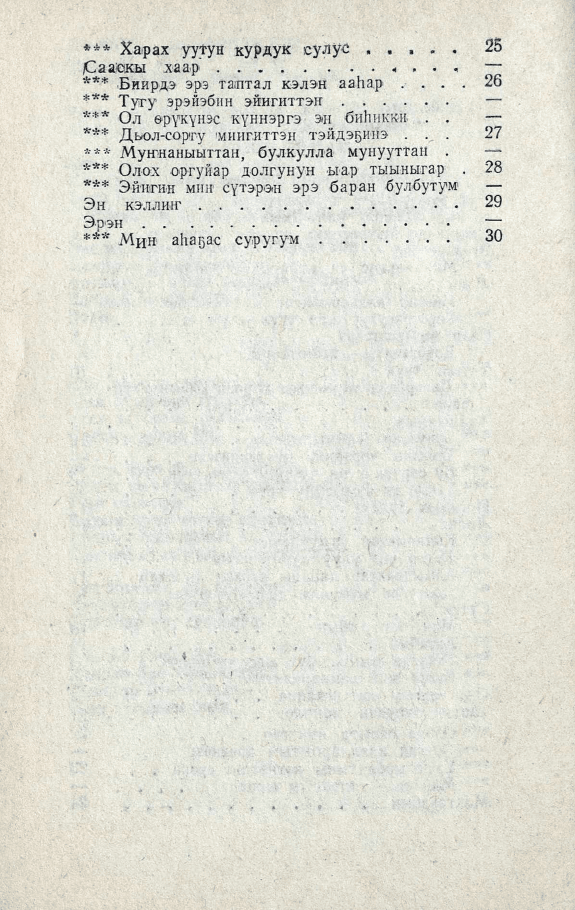 *** Харах уутун курдук сулус . . . . . 25
Сааскы хаар . . . . . . . . . . —
*** Биирдэ эрэ таптал кэлэн ааһар . . . . 26
*** Тугу эрэйэбин эйигиттэн . . . . . . —
*** Ол өрүкүнэс күннэргэ эн биһикки . . . —
*** Дьол-соргу миигиттэн тэйдэҕинэ . . . 27
*** Муҥнаныыттан, булкулла мунууттан . —
*** Олох оргуйар долгунун ыар тыыныгар . 28
*** Эйигин мин сүтэрэн эрэ баран булбутум —
Эн кэллиҥ . . . . . . . . . . . 29
Эрэн . . . . . . . . . . . . . —
*** Мин аһаҕас суругум . . . . . . . 30